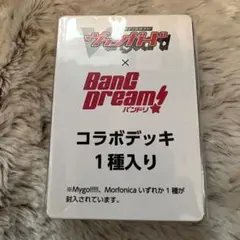 ヴァンガード
×
BanG
Dream!
バンドリ
コラボデッキ
1種入り
※Mygo!!!!!、Morfonica いずれか 1 種が
封入されています。